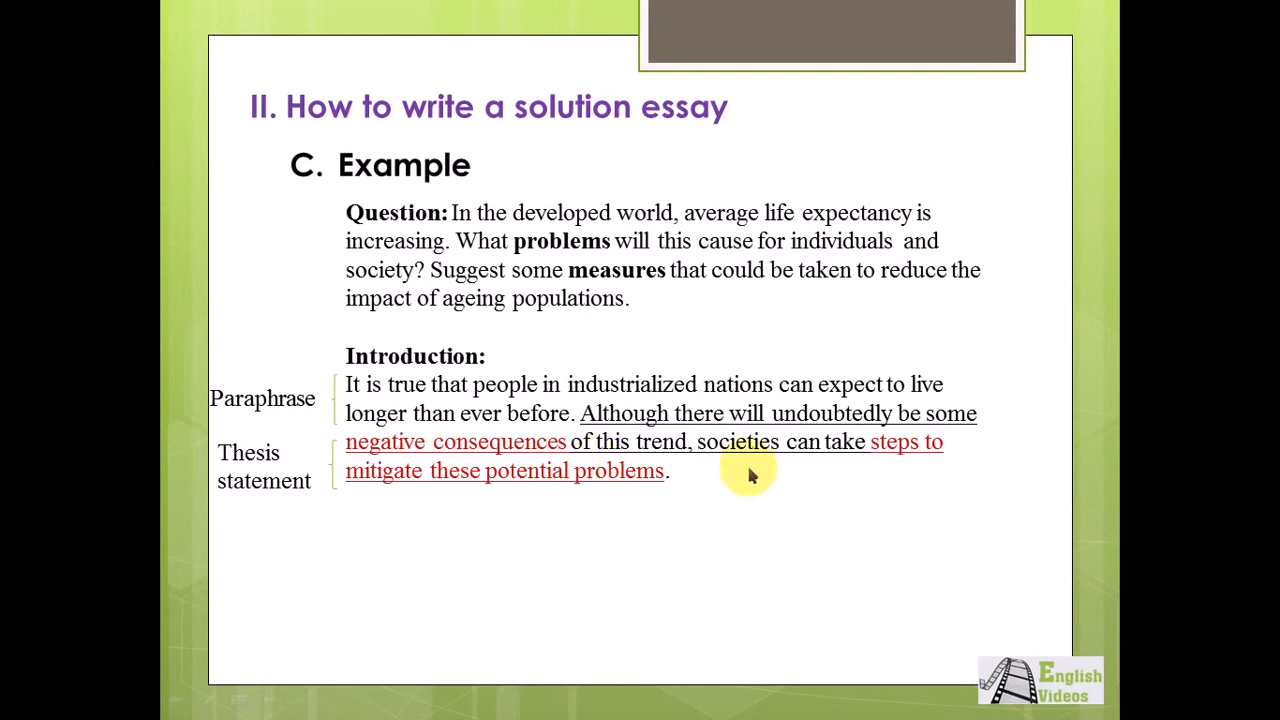 II. How to write a solution essay
C. Example
Question: In the developed world, average life expectancy is
increasing. What problems will this cause for individuals and
society? Suggest some measures that could be taken to reduce the
impact of ageing populations.
Introduction:
Paraphrase
It is true that people in industrialized nations can expect to live
longer than ever before. Although there will undoubtedly be some
Thesis
statement
negative consequences of this trend, societies can take steps to
mitigate these potential problems.
English
Videos